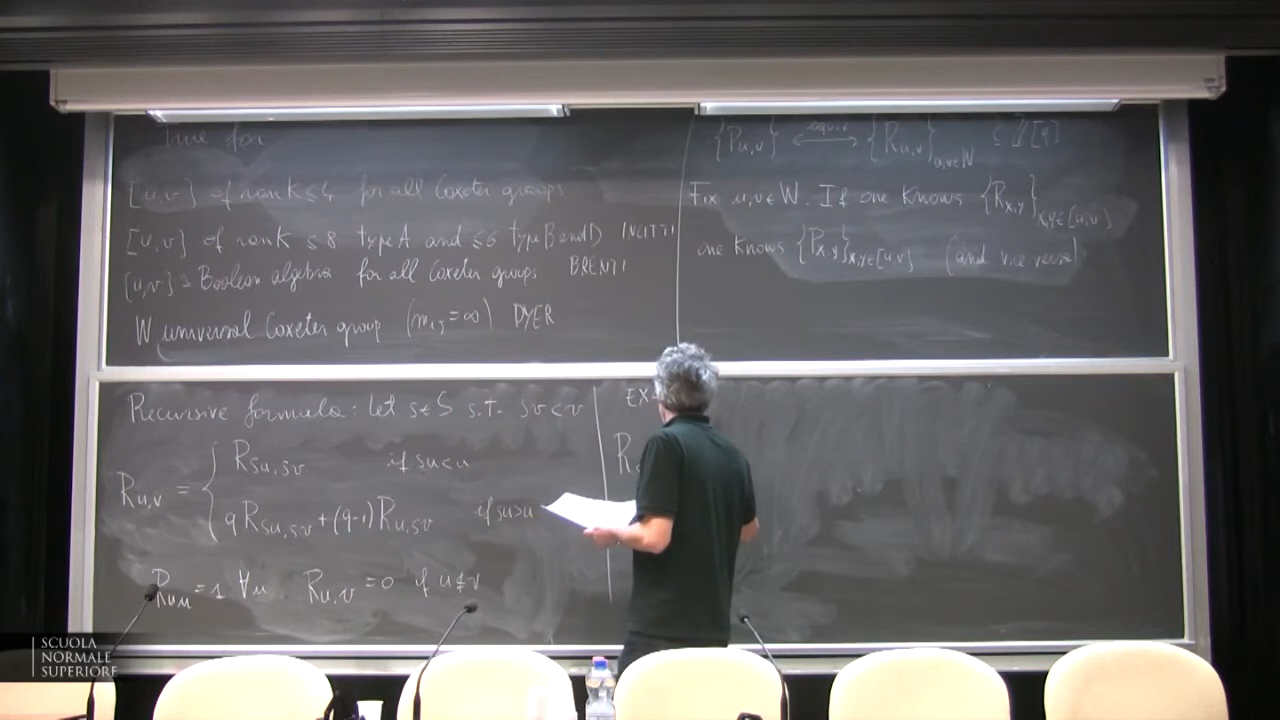 True for
[u,v] of rank ≤ 4 for all Coxeter groups
[u,v] of rank ≤ 8 type A and ≤ 6 type B and D INCITTI
[u,v] ≅ Boolean algebra for all Coxeter groups BRENTI
W universal Coxeter group (m_{i,j} = ∞) DYER
{P_{u,v}} ⟷ equiv {R_{u,v}}_{u,v∈W} ⊆ Z[q]
Fix u,v∈W. If one knows {R_{x,y}}_{x,y∈[u,v]}
one knows {P_{x,y}}_{x,y∈[u,v]} (and vice versa)
Recursive formula: let s∈S s.t. sv<v
R_{u,v} = { R_{su,sv} if su<u
q R_{su,sv} + (q-1) R_{u,sv} if su>u
R_{u,u} = 1 ∀u R_{u,v} = 0 if u≰v
EX
R
SCUOLA
NORMALE
SUPERIORE